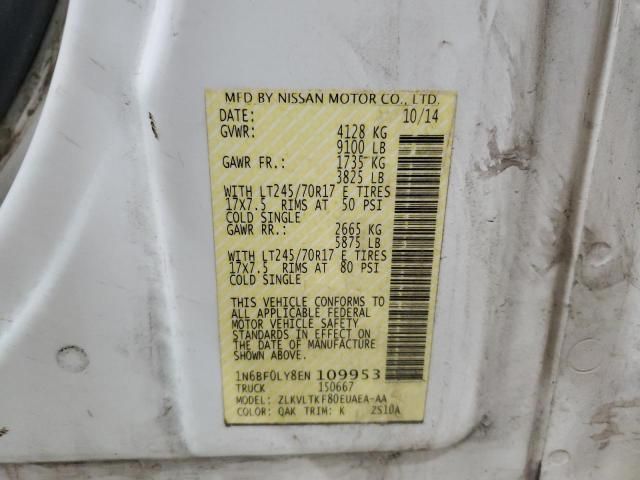 MFD BY NISSAN MOTOR CO., LTD.
DATE: 10/14
GVWR: 4128 KG
9100 LB
GAWR FR.: 1735 KG
3825 LB
WITH LT245/70R17 E TIRES
17X7.5 RIMS AT 50 PSI
COLD SINGLE
GAWR RR.: 2665 KG
5875 LB
WITH LT245/70R17 E TIRES
17X7.5 RIMS AT 80 PSI
COLD SINGLE
THIS VEHICLE CONFORMS TO
ALL APPLICABLE FEDERAL
MOTOR VEHICLE SAFETY
STANDARDS IN EFFECT ON
THE DATE OF MANUFACTURE
SHOWN ABOVE.
1N6BF0LY8EN 109953
TRUCK 150667
MODEL: ZLKVLTKF80EUAEA-AA
COLOR: QAK TRIM: K ZS10A